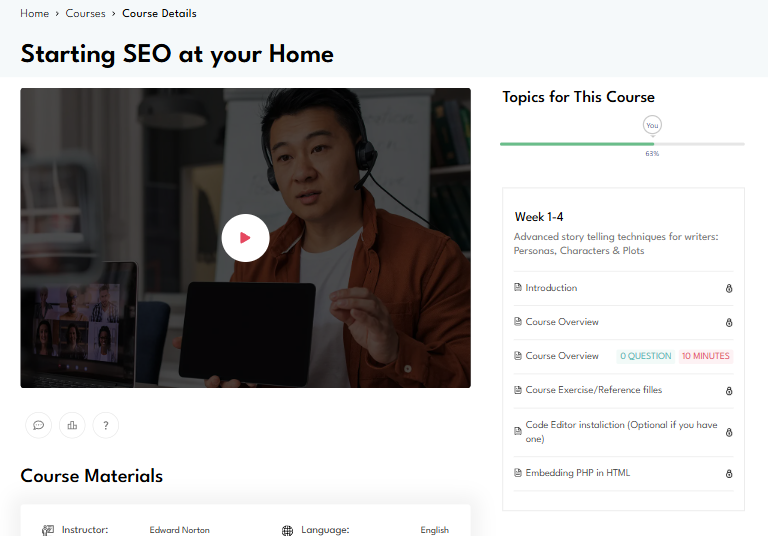 Home › Courses › Course Details
Starting SEO at your Home
Topics for This Course
You
63%
Week 1-4
Advanced story telling techniques for writers:
Personas, Characters & Plots
Introduction
Course Overview
Course Overview 0 QUESTION 10 MINUTES
Course Exercise/Reference filles
Code Editor instaliction (Optional if you have
one)
Embedding PHP in HTML
?
Course Materials
Instructor: Edward Norton Language: English